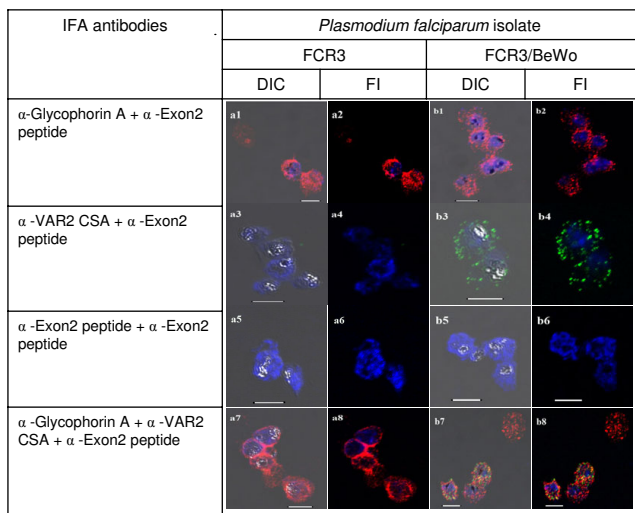 IFA antibodies
Plasmodium falciparum isolate
FCR3
FCR3/BeWo
DIC
FI
DIC
FI
α-Glycophorin A + α -Exon2
peptide
a1
a2
b1
b2
α -VAR2 CSA + α -Exon2
peptide
a3
a4
b3
b4
α -Exon2 peptide + α -Exon2
peptide
a5
a6
b5
b6
α -Glycophorin A + α -VAR2
CSA + α -Exon2 peptide
a7
a8
b7
b8